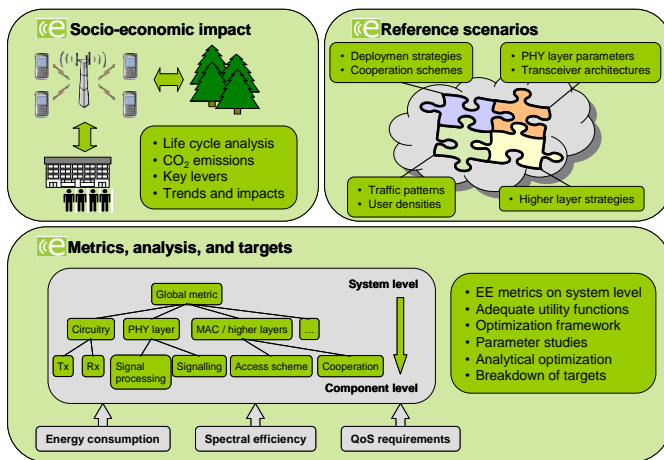 e Socio-economic impact
• Life cycle analysis
• CO2 emissions
• Key levers
• Trends and impacts
e Reference scenarios
• Deploymen strategies
• Cooperation schemes
• PHY layer parameters
• Transceiver architectures
• Traffic patterns
• User densities
• Higher layer strategies
e Metrics, analysis, and targets
System level
Global metric
Circuitry
PHY layer
MAC / higher layers
...
Tx
Rx
Signal
processing
Signalling
Access scheme
Cooperation
Component level
Energy consumption
Spectral efficiency
QoS requirements
• EE metrics on system level
• Adequate utility functions
• Optimization framework
• Parameter studies
• Analytical optimization
• Breakdown of targets